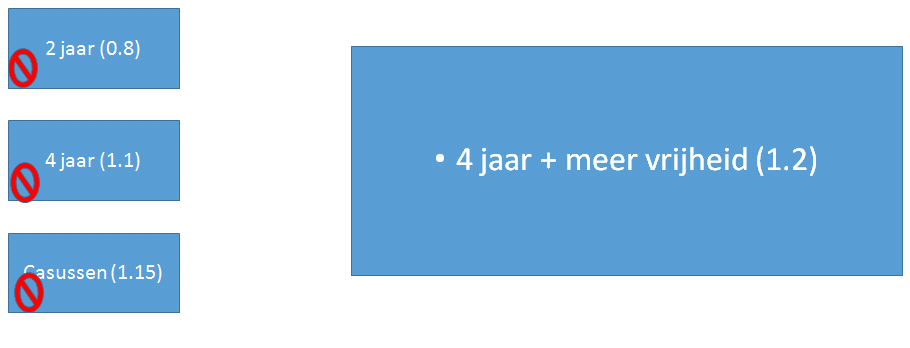 2 jaar (0.8)
4 jaar (1.1)
Casussen (1.15)
• 4 jaar + meer vrijheid (1.2)